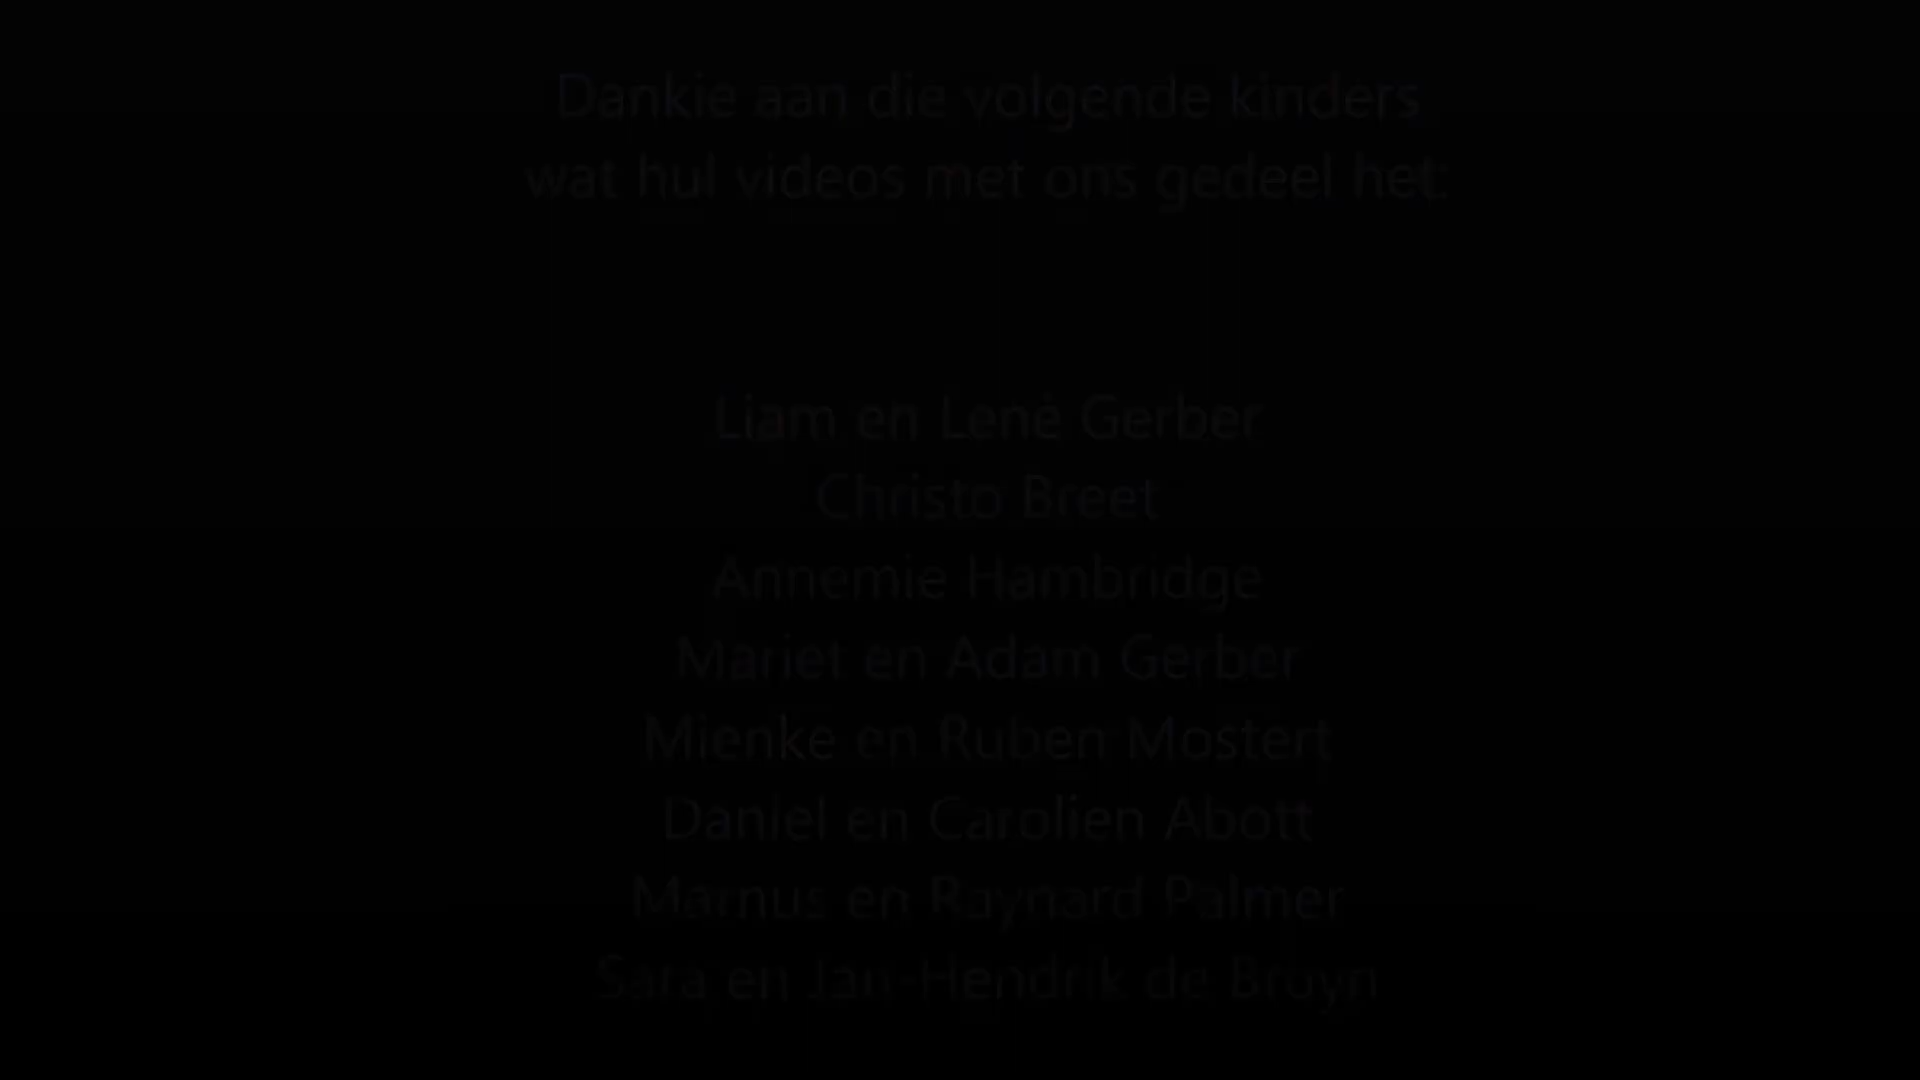 Dankie aan die volgende kinders
wat hul videos met ons gedeel het:
Liam en Lené Gerber
Christo Breet
Annemie Hambridge
Mariet en Adam Gerber
Mienke en Ruben Mostert
Daniel en Carolien Abott
Marnus en Raynard Palmer
Sara en Jan-Hendrik de Bruyn